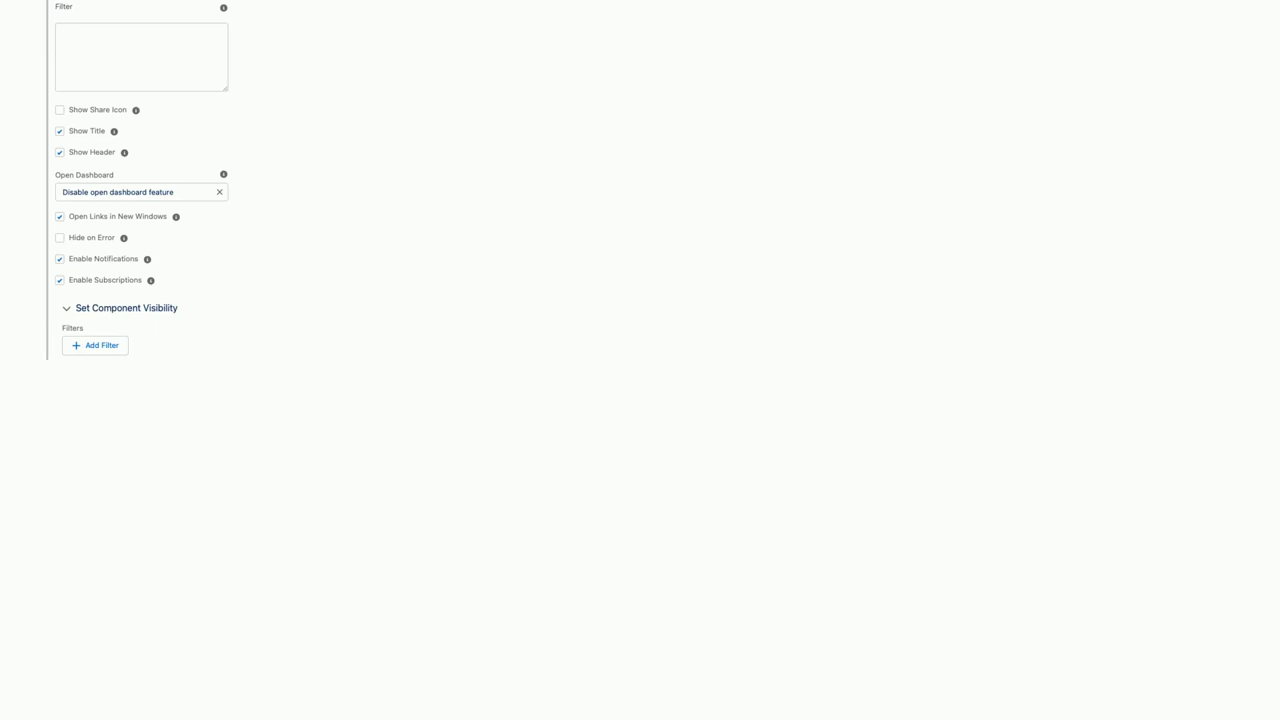 Filter
Show Share Icon
Show Title
Show Header
Open Dashboard
Disable open dashboard feature
Open Links in New Windows
Hide on Error
Enable Notifications
Enable Subscriptions
Set Component Visibility
Filters
Add Filter